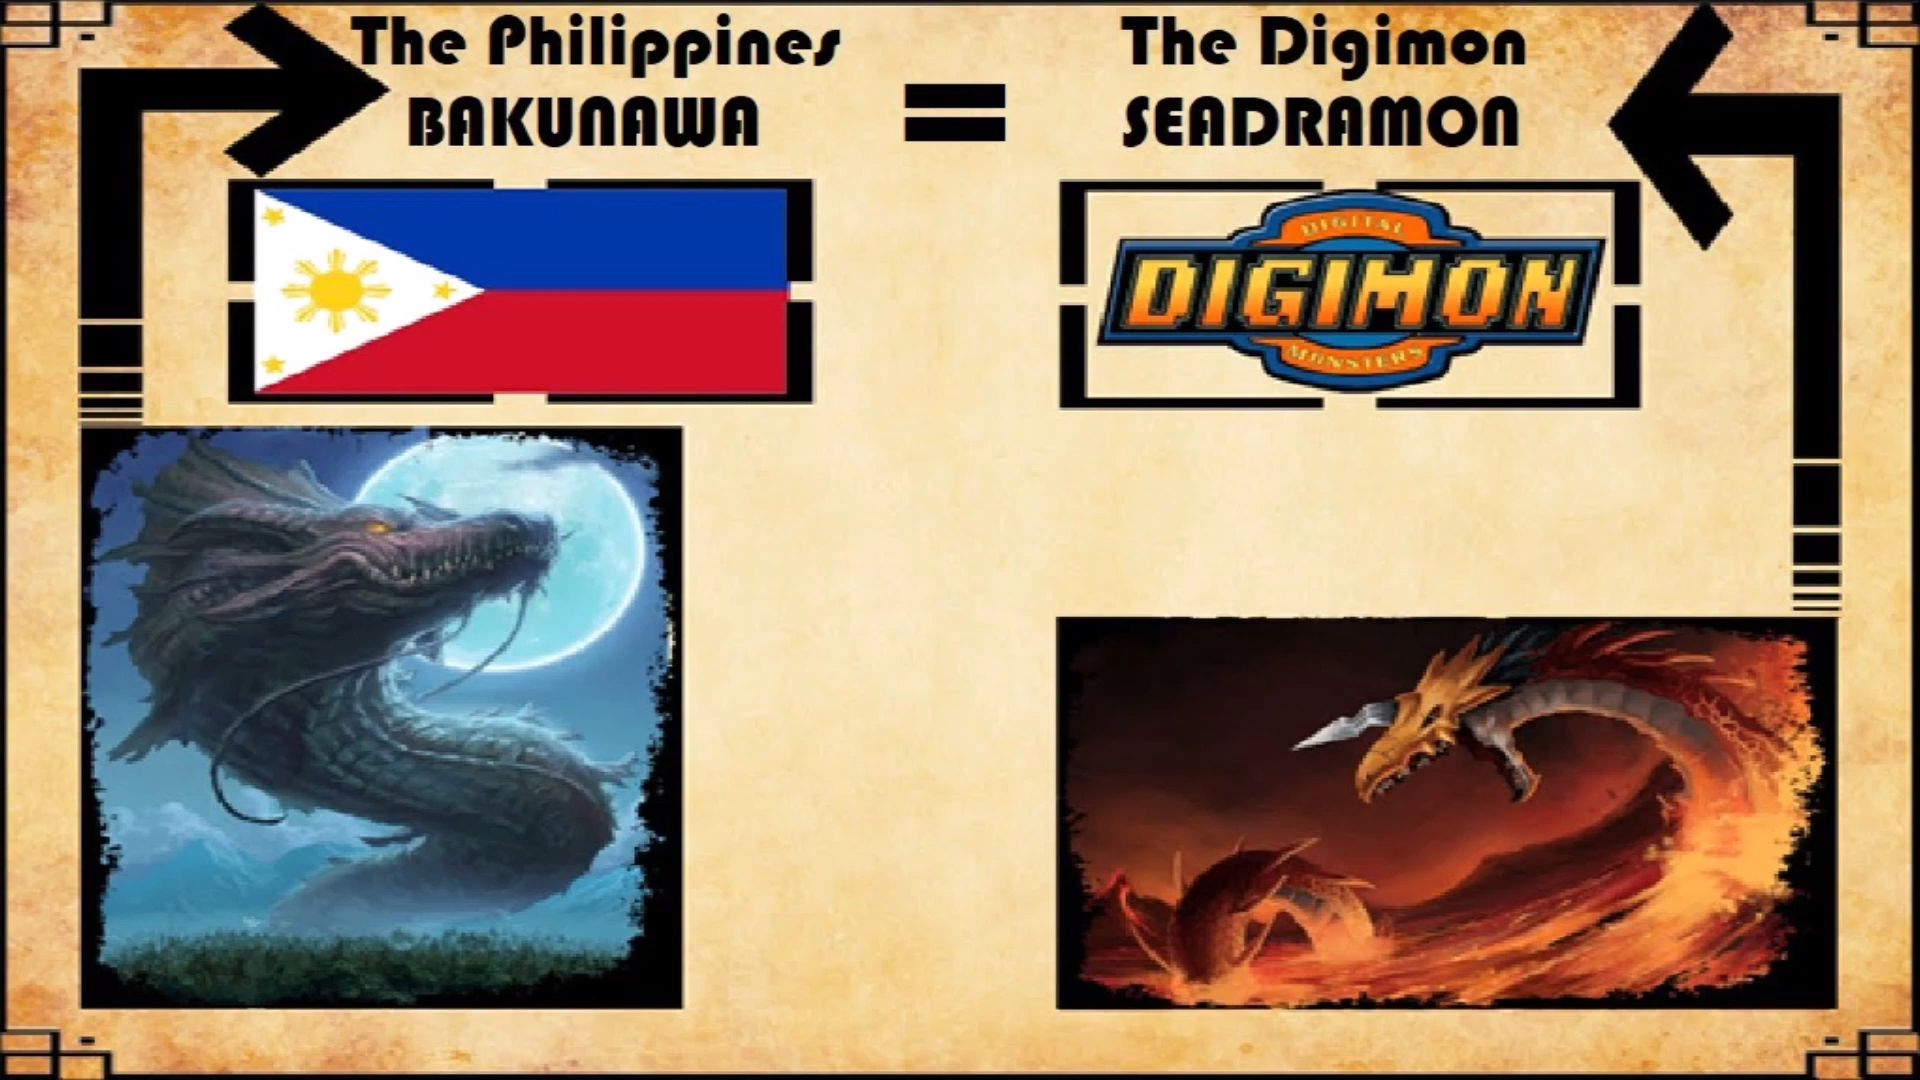 The Philippines
BAKUNAWA
=
The Digimon
SEADRAMON
DIGITAL
DIGIMON
MONSTERS